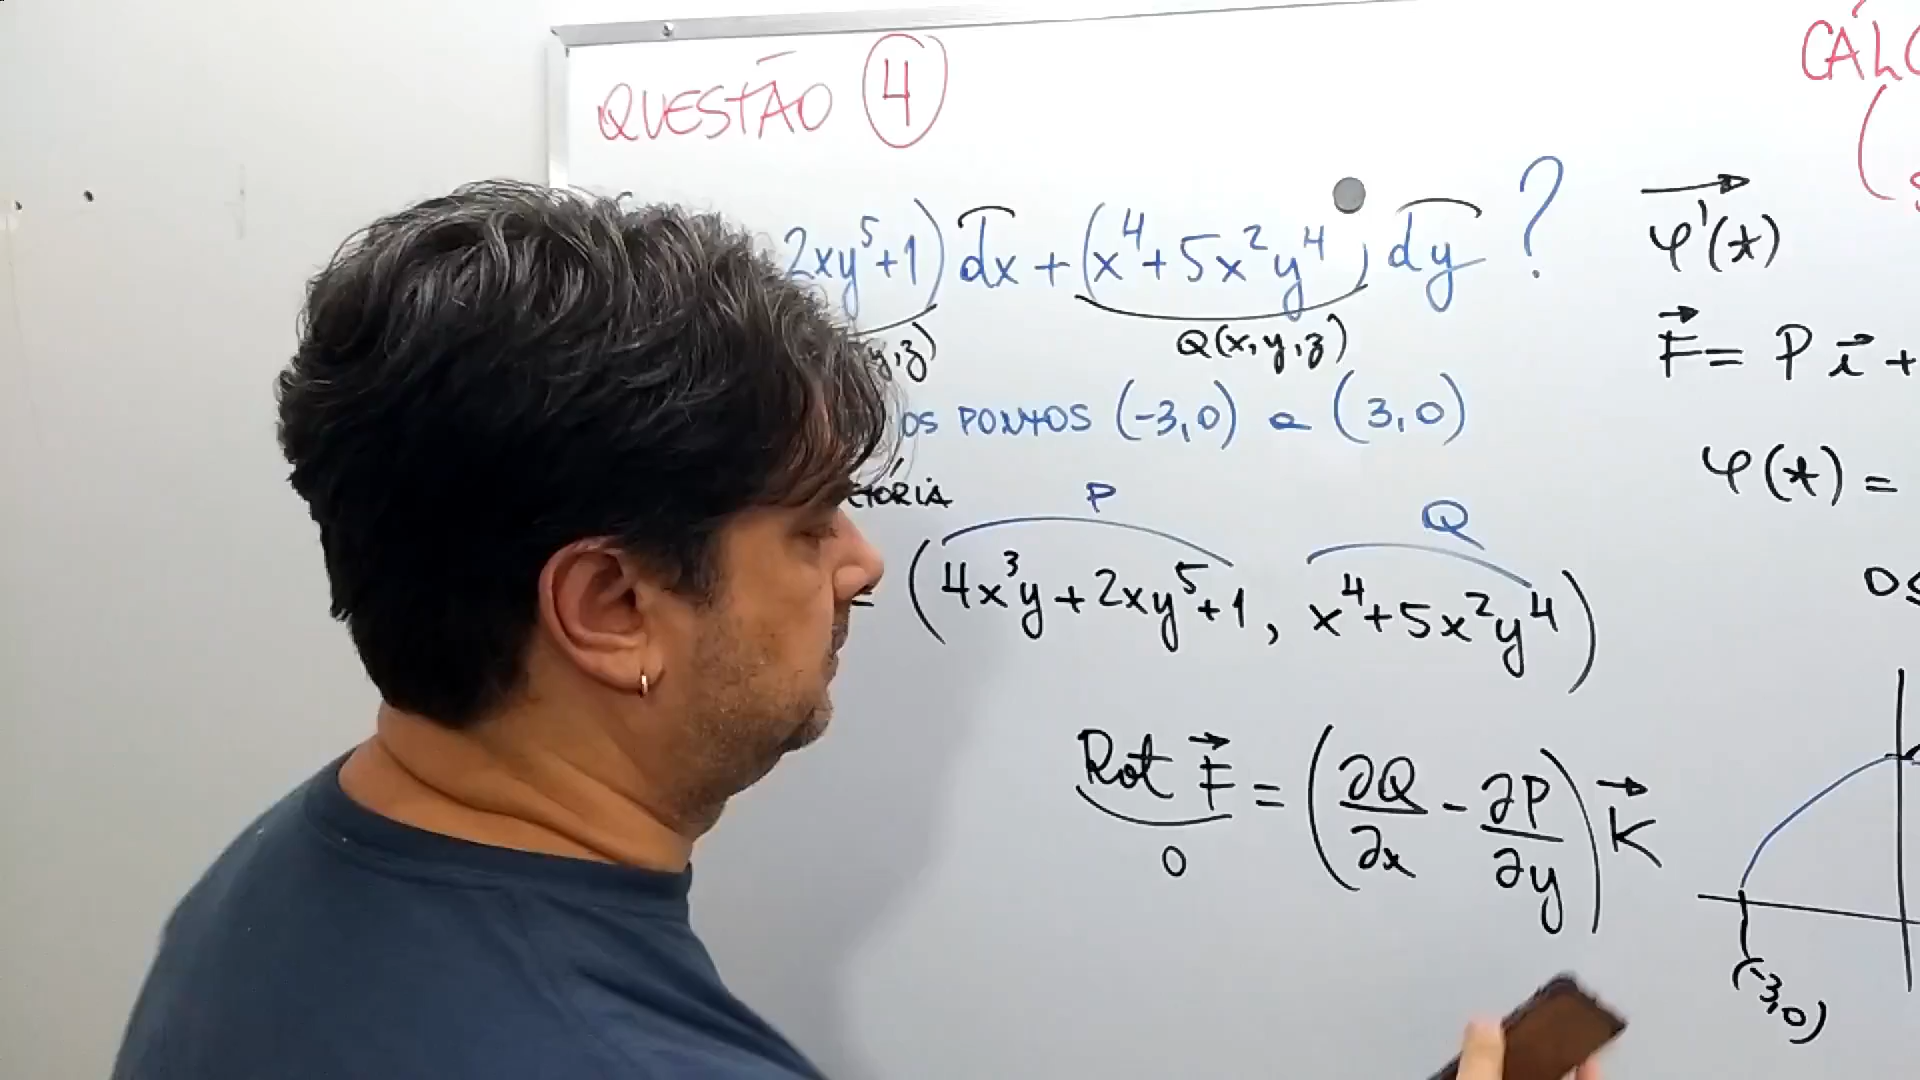 QUESTÃO 4
2xy⁵+1) dx + (x⁴+5x²y⁴) dy ?
y,z) Q(x,y,z)
OS PONTOS (-3,0) e (3,0)
P Q
= (4x³y+2xy⁵+1, x⁴+5x²y⁴)
Rot F⃗ = (∂Q/∂x - ∂P/∂y) K⃗
0
φ'(t)
F⃗ = P i⃗ +
φ(t) =
(-3,0)